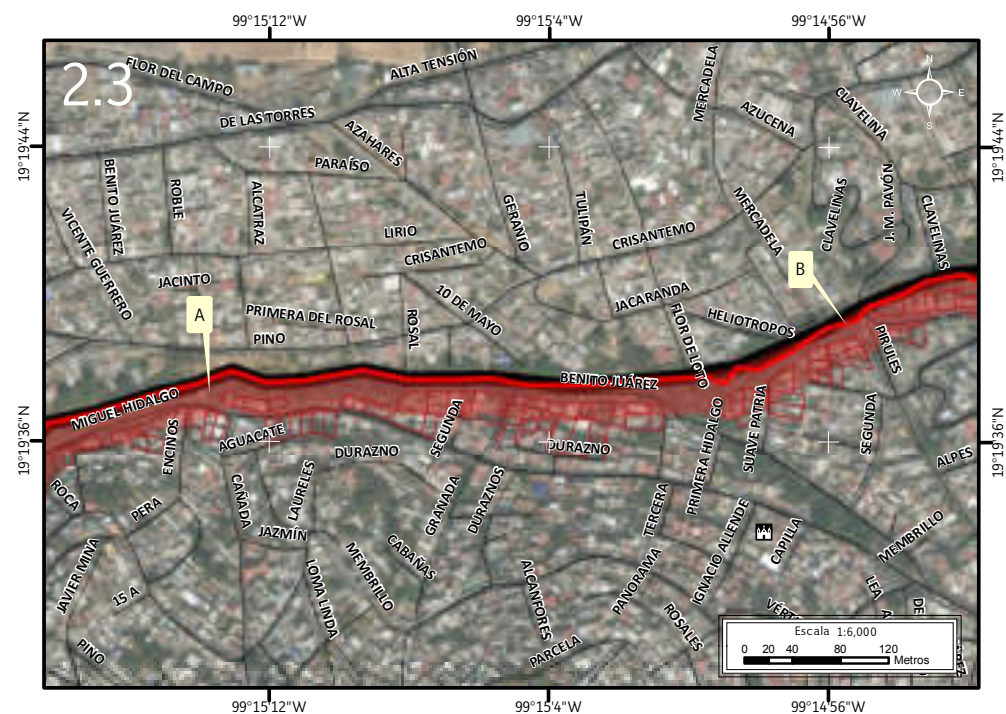 99°15'12"W
99°15'4"W
99°14'56"W
2.3
FLOR DEL CAMPO
ALTA TENSIÓN
MERCADELA
N
W
E
S
DE LAS TORRES
AZAHARES
AZUCENA
CLAVELINA
19°19'44"N
19°19'44"N
PARAÍSO
BENITO JUÁREZ
ROBLE
ALCATRAZ
GERANIO
TULIPÁN
MERCADELA
CLAVELINAS
J. M. PAVÓN
CLAVELINAS
VICENTE GUERRERO
LIRIO
CRISANTEMO
CRISANTEMO
JACINTO
B
10 DE MAYO
JACARANDA
A
PRIMERA DEL ROSAL
ROSAL
FLOR DE LOTO
HELIOTROPOS
PINO
PIRULES
BENITO JUÁREZ
MIGUEL HIDALGO
19°19'36"N
19°19'36"N
ENCINOS
AGUACATE
SEGUNDA
PRIMERA HIDALGO
SUAVE PATRIA
SEGUNDA
DURAZNO
DURAZNO
ALPES
ROCA
PERA
CAÑADA
LAURELES
GRANADA
DURAZNOS
TERCERA
JAZMÍN
MEMBRILLO
CABAÑAS
IGNACIO ALLENDE
CAPILLA
MEMBRILLO
JAVIER MINA
15 A
LOMA LINDA
ALCANFORES
PANORAMA
ROSALES
LEA
PINO
PARCELA
Escala 1:6,000
0 20 40 80 120 Metros
99°15'12"W
99°15'4"W
99°14'56"W